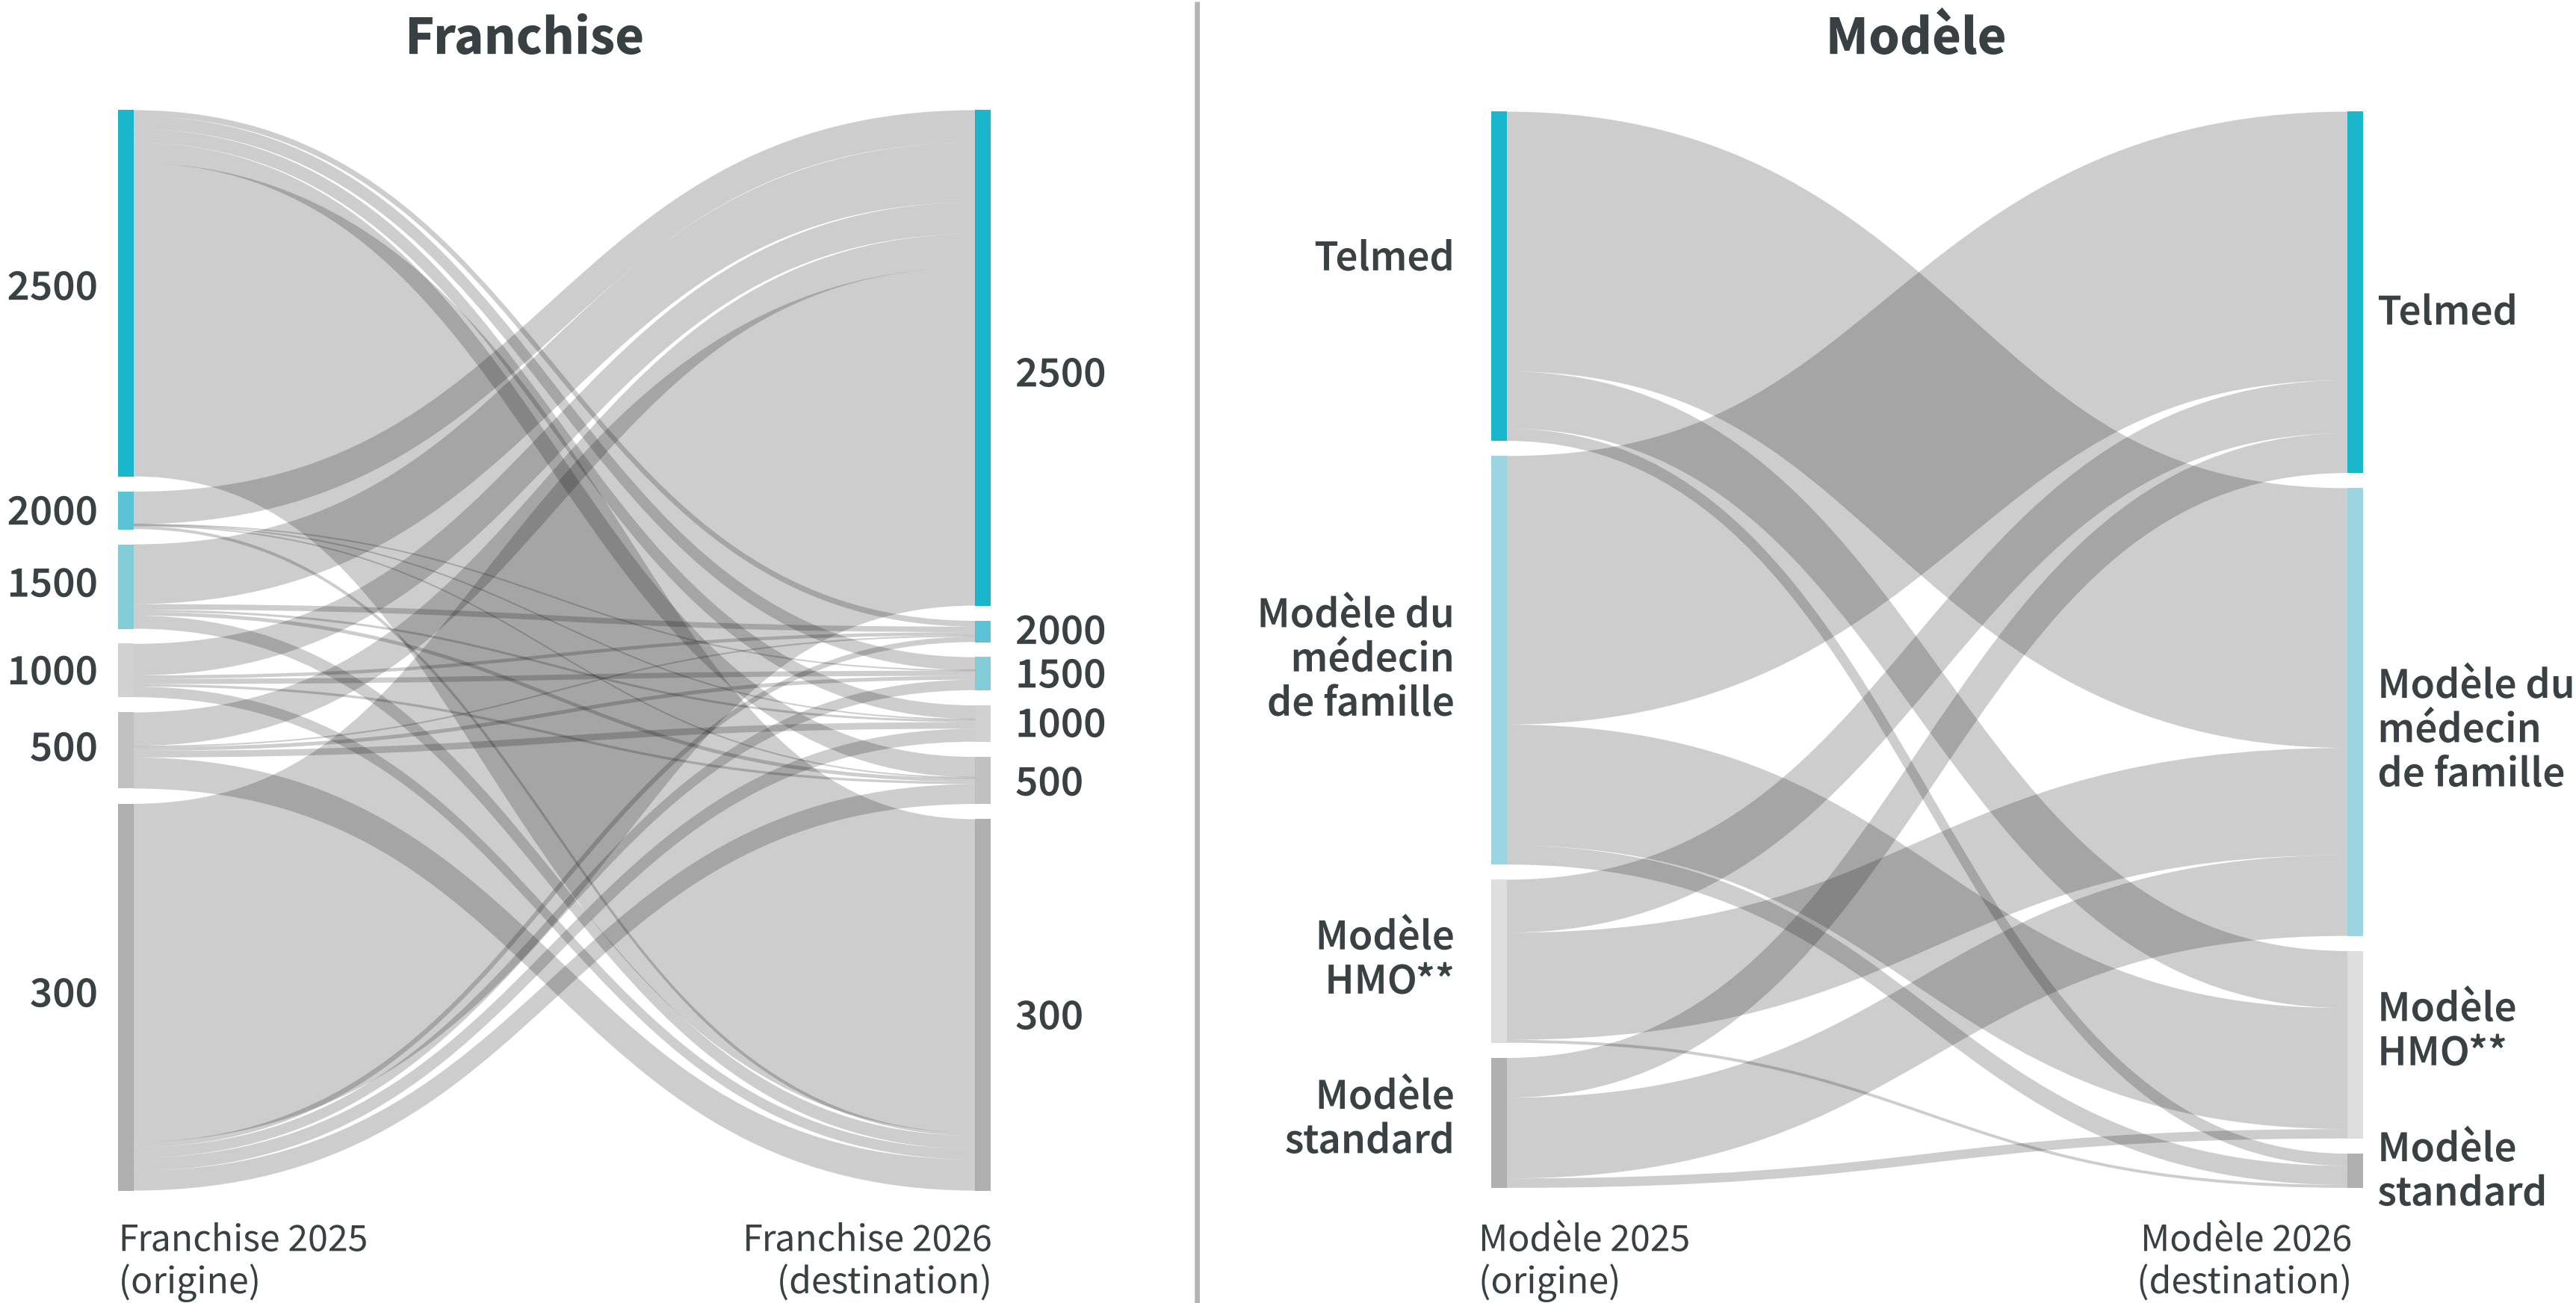 Franchise
2500
2000
1500
1000
500
300
2500
2000
1500
1000
500
300
Franchise 2025
(origine)
Franchise 2026
(destination)
Modèle
Telmed
Modèle du
médecin
de famille
Modèle
HMO**
Modèle
standard
Telmed
Modèle du
médecin
de famille
Modèle
HMO**
Modèle
standard
Modèle 2025
(origine)
Modèle 2026
(destination)